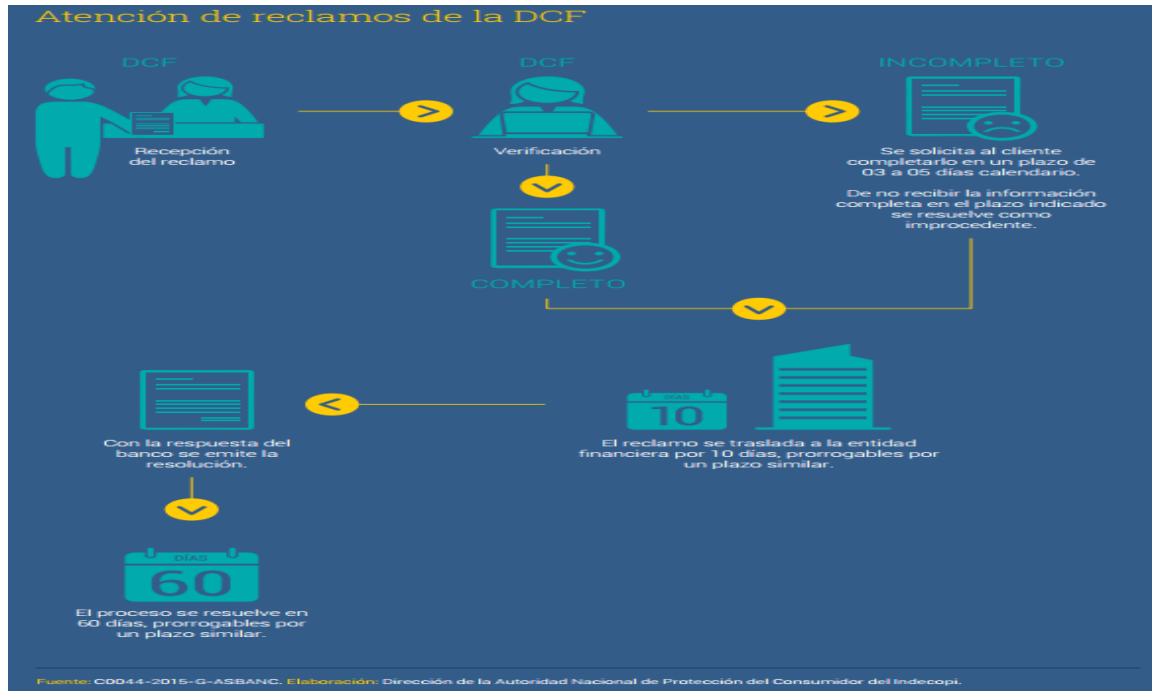 Atención de reclamos de la DCF
DCF
Recepción
del reclamo
DCF
Verificación
INCOMPLETO
Se solicita al cliente
completarlo en un plazo de
03 a 05 días calendario.
De no recibir la información
completa en el plazo indicado
se resuelve como
improcedente.
COMPLETO
DÍAS
10
El reclamo se traslada a la entidad
financiera por 10 días, prorrogables por
un plazo similar.
Con la respuesta del
banco se emite la
resolución.
DÍAS
60
El proceso se resuelve en
60 días, prorrogables por
un plazo similar.
Fuente: C0044-2015-G-ASBANC. Elaboración: Dirección de la Autoridad Nacional de Protección del Consumidor del Indecopi.